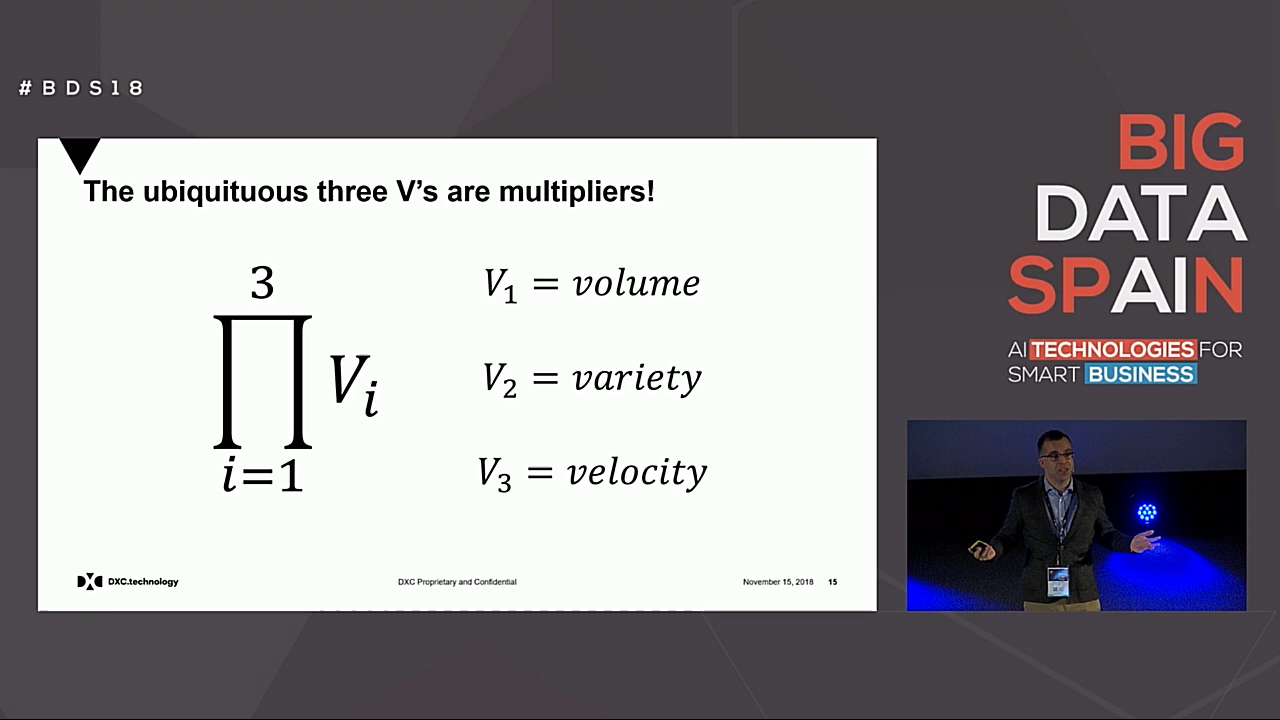 #BDS18
The ubiquituous three V's are multipliers!
3
∏ Vᵢ
i=1
V₁ = volume
V₂ = variety
V₃ = velocity
DXC.technology
DXC Proprietary and Confidential
November 15, 2018 15
BIG
DATA
SPAIN
AI TECHNOLOGIES FOR
SMART BUSINESS